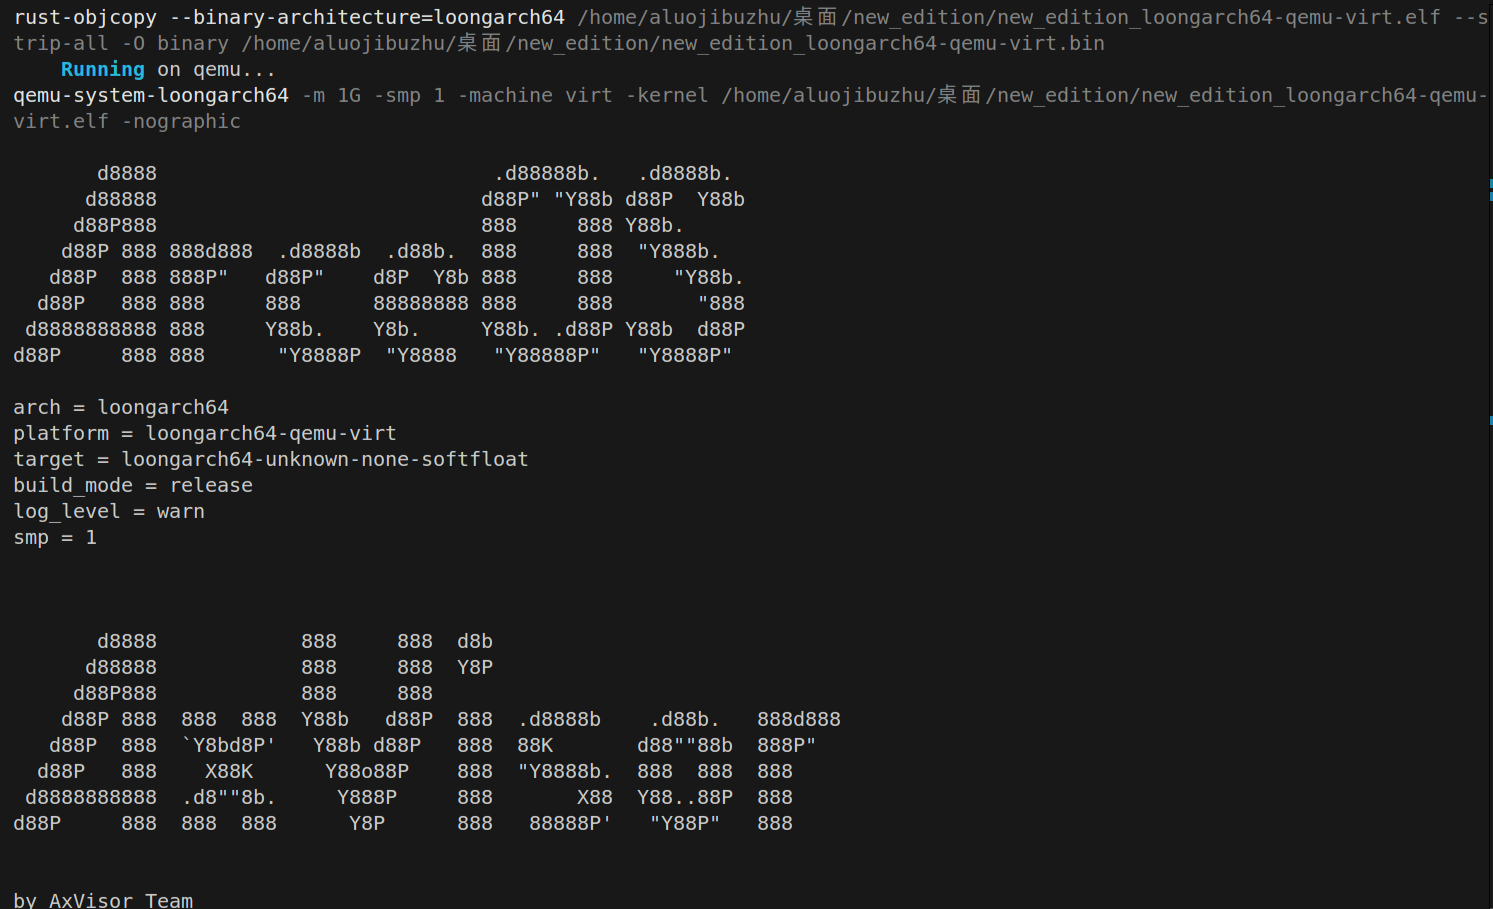 rust-objcopy --binary-architecture=loongarch64 /home/aluojibuzhu/桌面/new_edition/new_edition_loongarch64-qemu-virt.elf --s
trip-all -O binary /home/aluojibuzhu/桌面/new_edition/new_edition_loongarch64-qemu-virt.bin
    Running on qemu...
qemu-system-loongarch64 -m 1G -smp 1 -machine virt -kernel /home/aluojibuzhu/桌面/new_edition/new_edition_loongarch64-qemu-
virt.elf -nographic

       d8888                            .d88888b.   .d8888b.
      d88888                           d88P" "Y88b d88P  Y88b
     d88P888                           888     888 Y88b.
    d88P 888 888d888  .d8888b  .d88b.  888     888  "Y888b.
   d88P  888 888P"   d88P"    d8P  Y8b 888     888     "Y88b.
  d88P   888 888     888      88888888 888     888       "888
 d8888888888 888     Y88b.    Y8b.     Y88b. .d88P Y88b  d88P
d88P     888 888      "Y8888P  "Y8888   "Y88888P"   "Y8888P"

arch = loongarch64
platform = loongarch64-qemu-virt
target = loongarch64-unknown-none-softfloat
build_mode = release
log_level = warn
smp = 1

       d8888            888     888  d8b
      d88888            888     888  Y8P
     d88P888            888     888
    d88P 888  888  888  Y88b   d88P  888  .d8888b    .d88b.   888d888
   d88P  888  `Y8bd8P'   Y88b d88P   888  88K       d88""88b  888P"
  d88P   888    X88K      Y88o88P    888  "Y8888b.  888  888  888
 d8888888888  .d8""8b.     Y888P     888       X88  Y88..88P  888
d88P     888  888  888      Y8P      888   88888P'   "Y88P"   888

by AxVisor Team